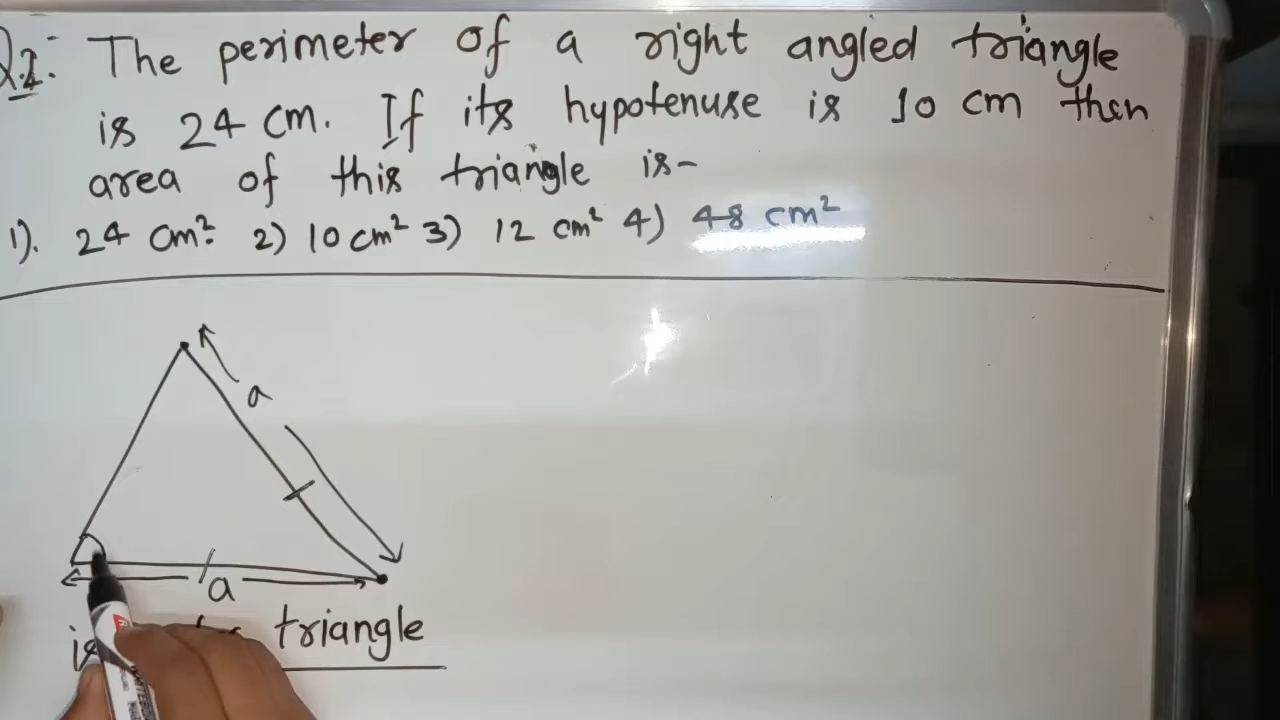 Q.2: The perimeter of a right angled triangle
is 24 cm. If its hypotenuse is 10 cm then
area of this triangle is-
1). 24 cm². 2) 10 cm² 3) 12 cm² 4) 48 cm²
a
a
triangle